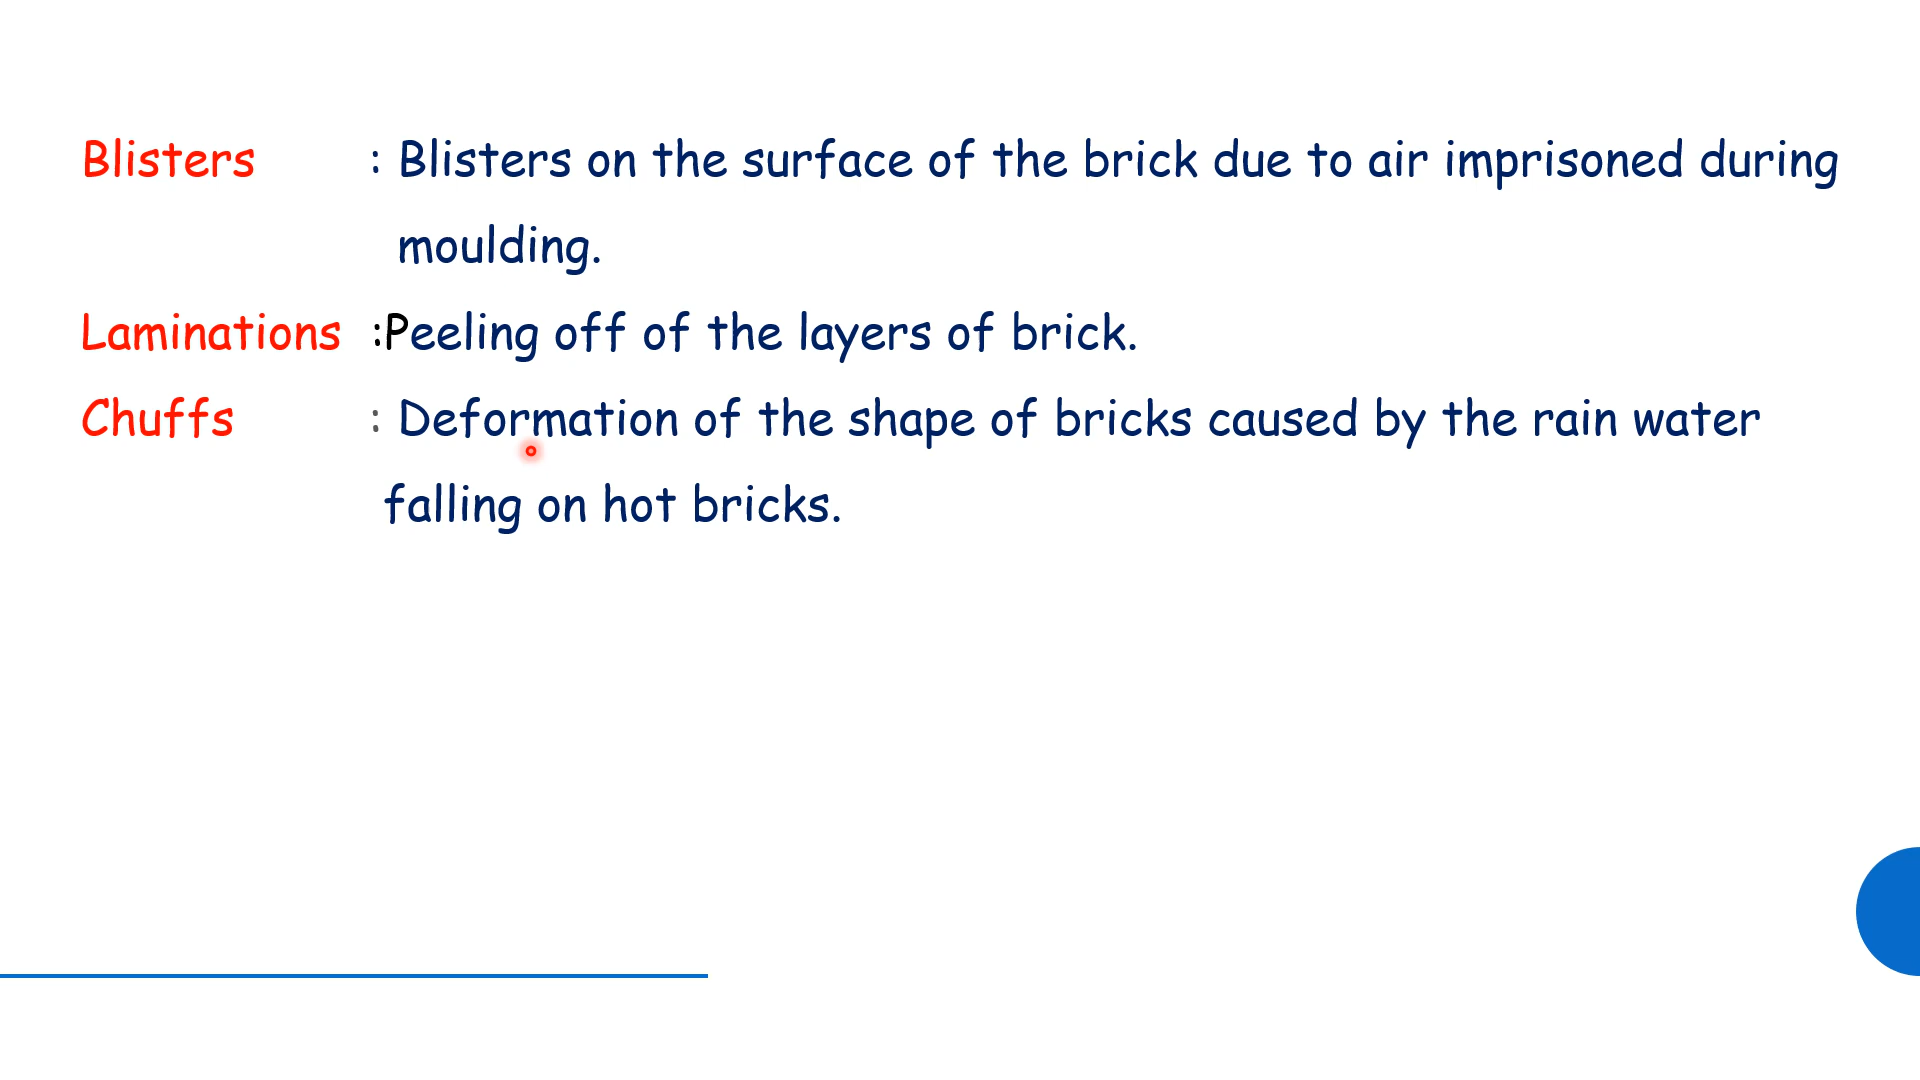 Blisters : Blisters on the surface of the brick due to air imprisoned during
moulding.
Laminations :Peeling off of the layers of brick.
Chuffs : Deformation of the shape of bricks caused by the rain water
falling on hot bricks.